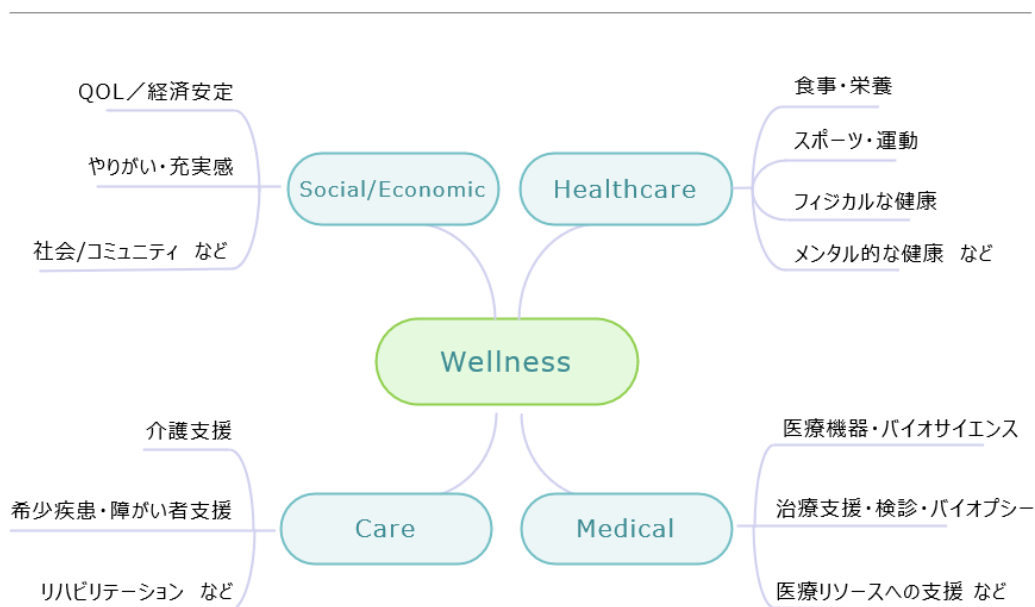 QOL／経済安定
やりがい・充実感
社会/コミュニティ など
Social/Economic
Healthcare
食事・栄養
スポーツ・運動
フィジカルな健康
メンタル的な健康 など
Wellness
介護支援
希少疾患・障がい者支援
リハビリテーション など
Care
Medical
医療機器・バイオサイエンス
治療支援・検診・バイオプシー
医療リソースへの支援 など